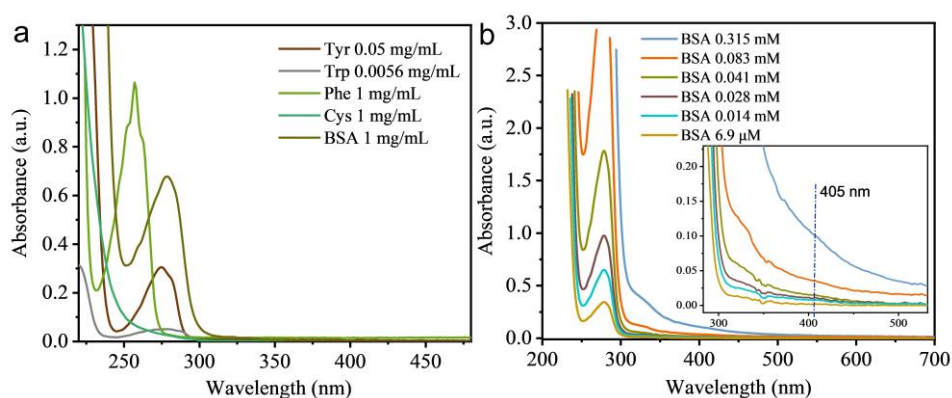 a
Tyr 0.05 mg/mL
Trp 0.0056 mg/mL
Phe 1 mg/mL
Cys 1 mg/mL
BSA 1 mg/mL
Absorbance (a.u.)
1.2
1.0
0.8
0.6
0.4
0.2
0.0
250 300 350 400 450
Wavelength (nm)
b
BSA 0.315 mM
BSA 0.083 mM
BSA 0.041 mM
BSA 0.028 mM
BSA 0.014 mM
BSA 6.9 μM
Absorbance (a.u.)
3.0
2.5
2.0
1.5
1.0
0.5
0.0
405 nm
0.20
0.15
0.10
0.05
0.00
300 400 500
200 300 400 500 600 700
Wavelength (nm)